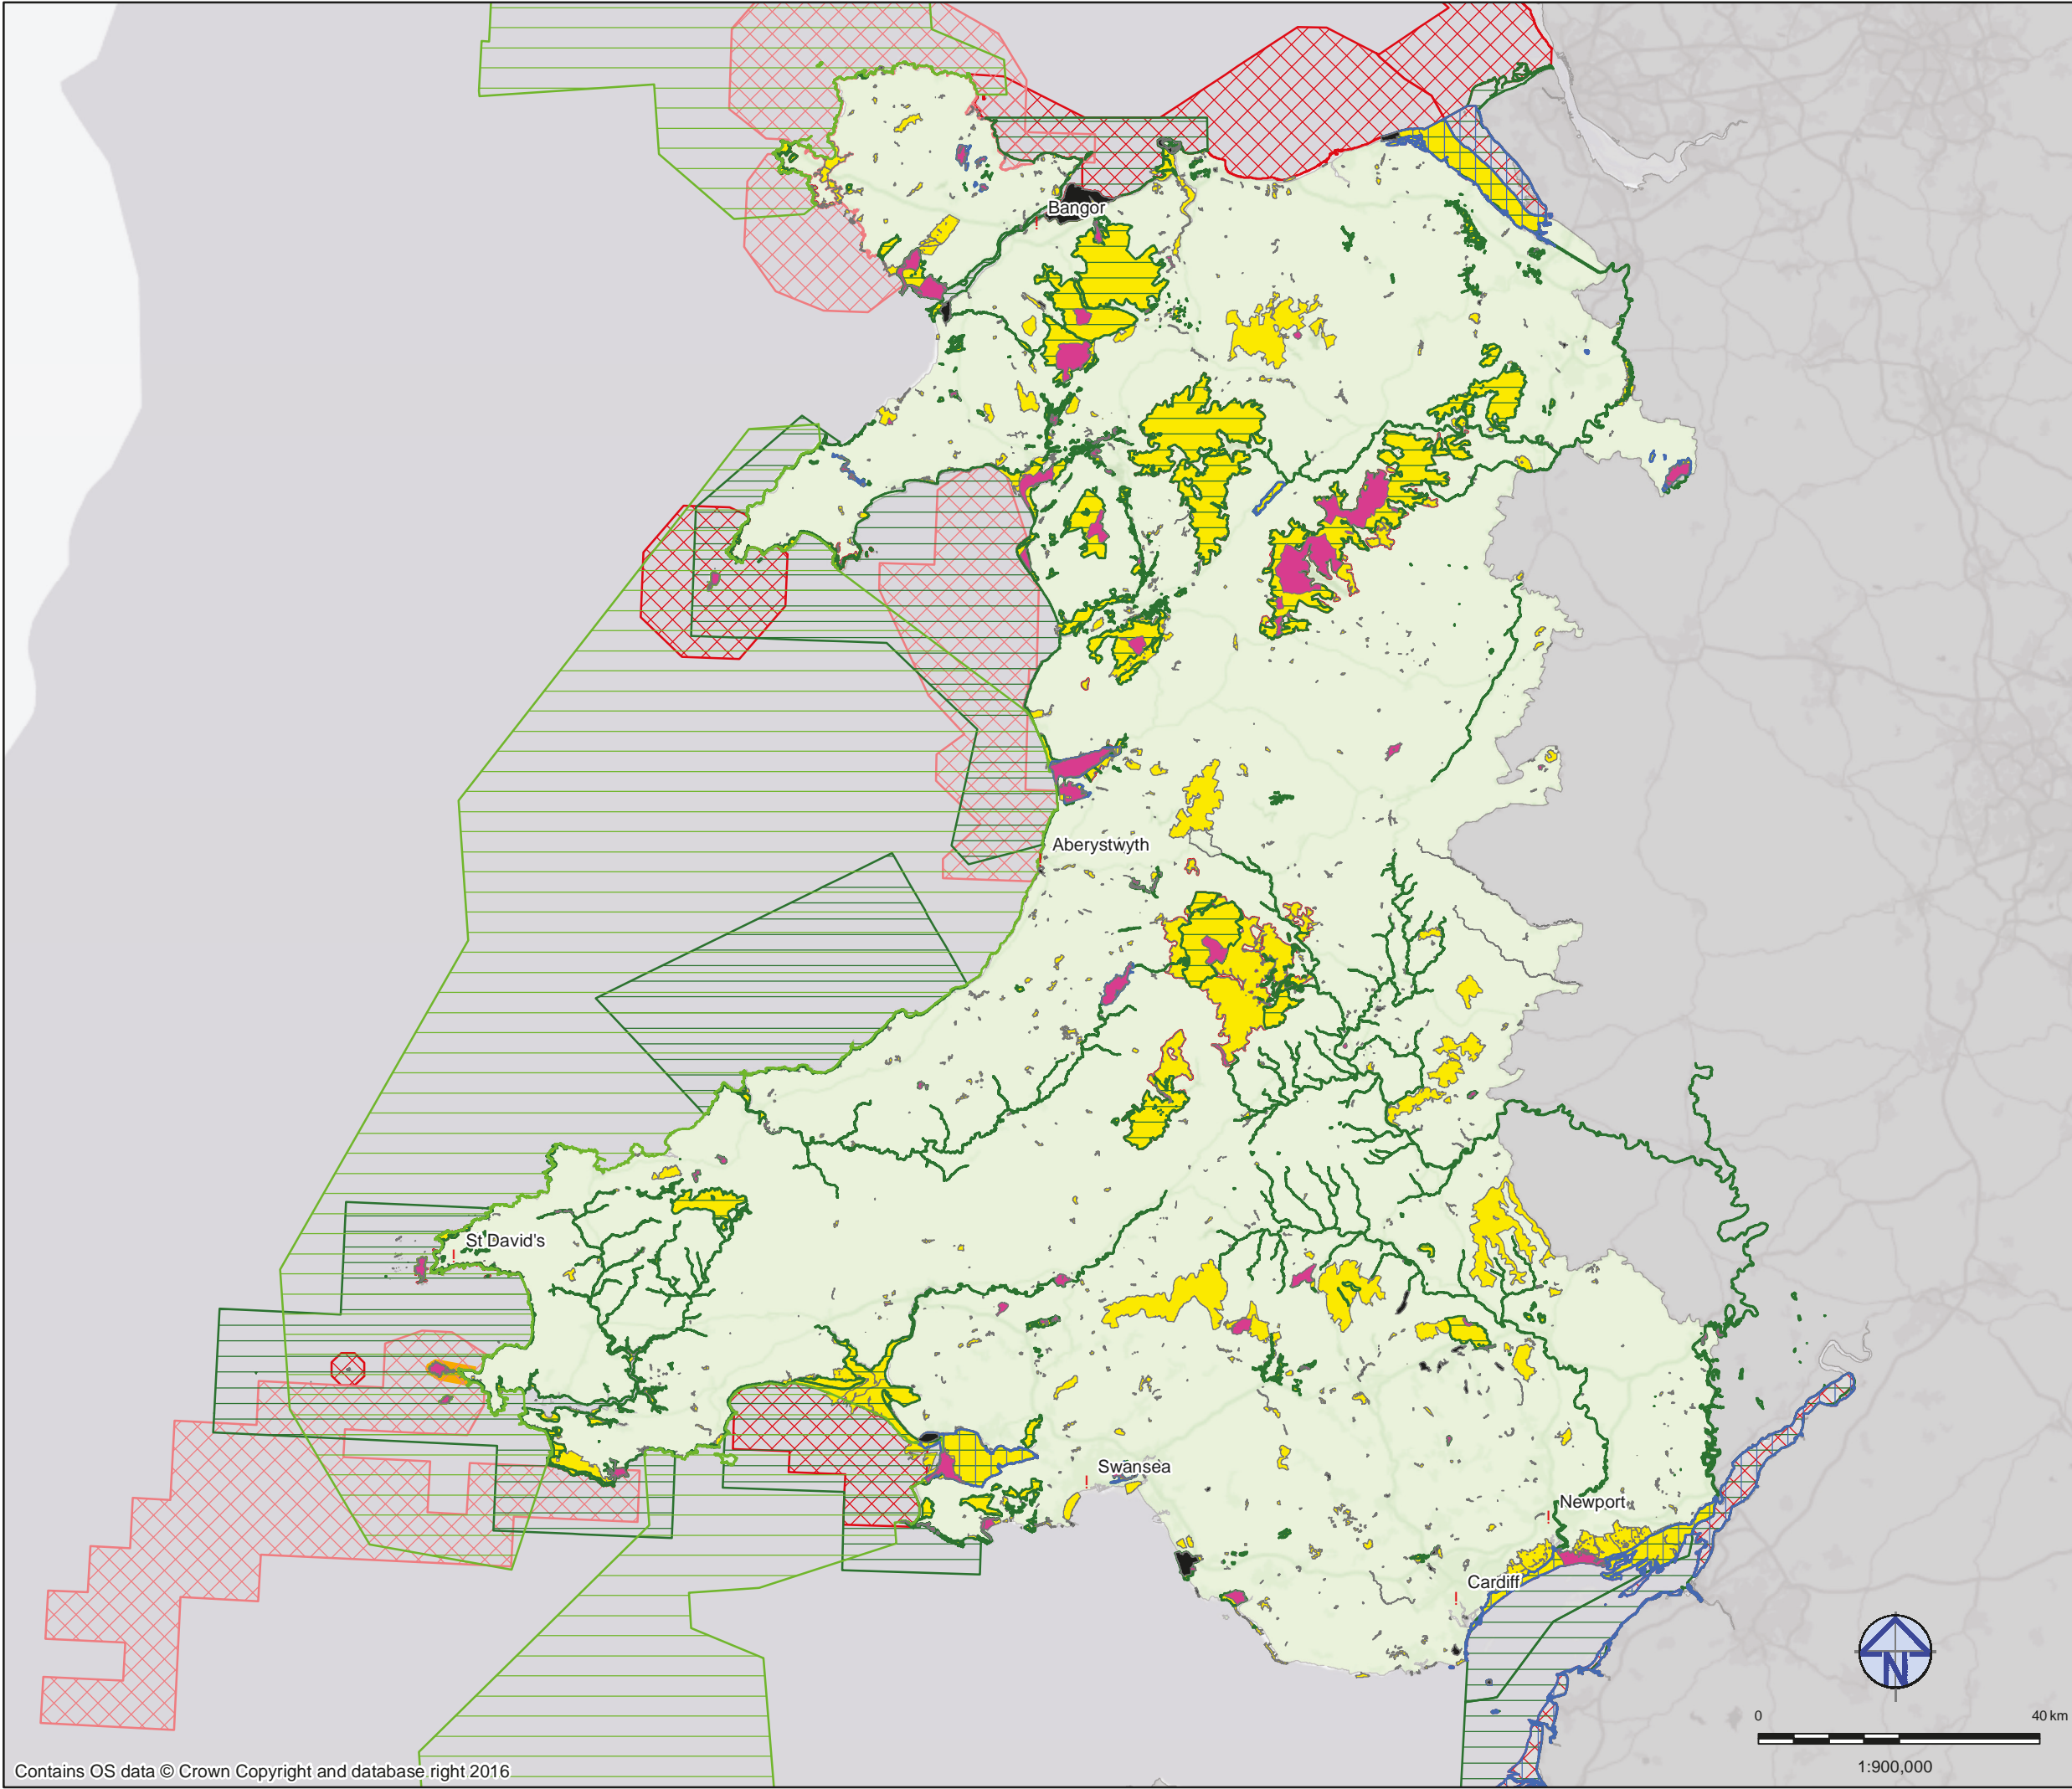 Bangor
Aberystwyth
St David's
Swansea
Newport
Cardiff
N
0 40 km
1:900,000
Contains OS data © Crown Copyright and database right 2016